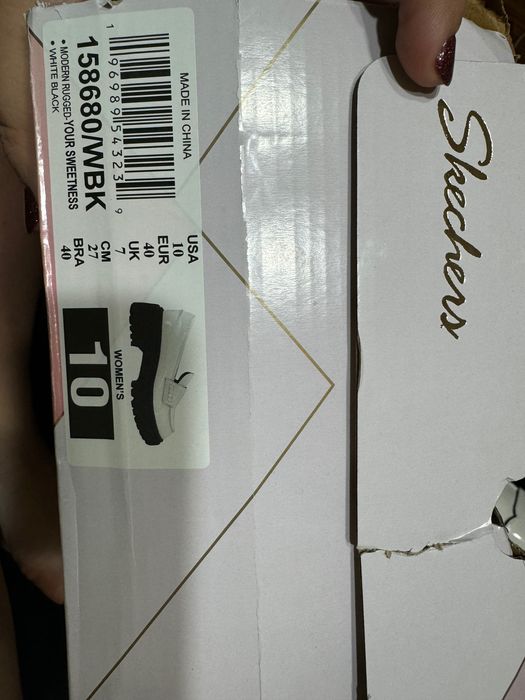 Skechers
MADE IN CHINA
1 96989 54323 9
158680/WBK
• MODERN RUGGED-YOUR SWEETNESS
• WHITE BLACK
USA
10
EUR
40
UK
7
CM
27
BRA
40
WOMEN'S
10